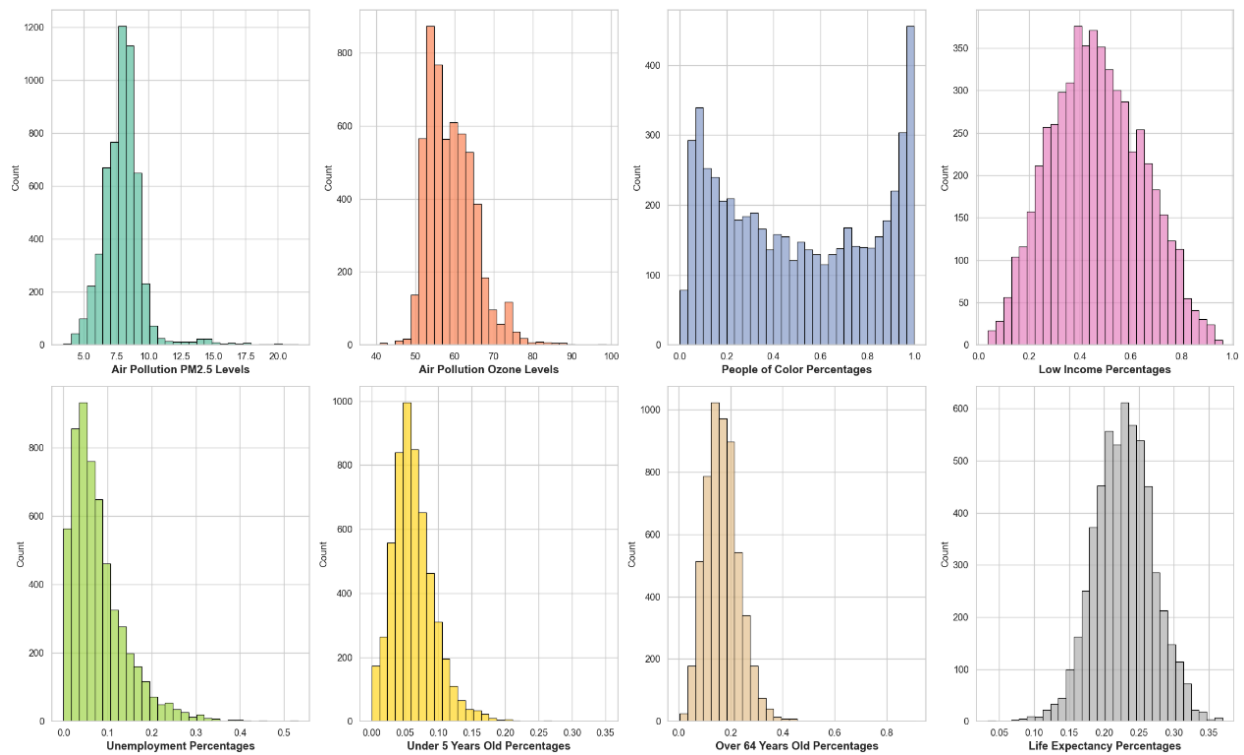 1200
1000
800
600
400
200
0
Count
5.0 7.5 10.0 12.5 15.0 17.5 20.0
Air Pollution PM2.5 Levels
800
600
400
200
0
Count
40 50 60 70 80 90 100
Air Pollution Ozone Levels
400
300
200
100
0
Count
0.0 0.2 0.4 0.6 0.8 1.0
People of Color Percentages
350
300
250
200
150
100
50
0
Count
0.0 0.2 0.4 0.6 0.8 1.0
Low Income Percentages
800
600
400
200
0
Count
0.0 0.1 0.2 0.3 0.4 0.5
Unemployment Percentages
1000
800
600
400
200
0
Count
0.00 0.05 0.10 0.15 0.20 0.25 0.30 0.35
Under 5 Years Old Percentages
1000
800
600
400
200
0
Count
0.0 0.2 0.4 0.6 0.8
Over 64 Years Old Percentages
600
500
400
300
200
100
0
Count
0.05 0.10 0.15 0.20 0.25 0.30 0.35
Life Expectancy Percentages